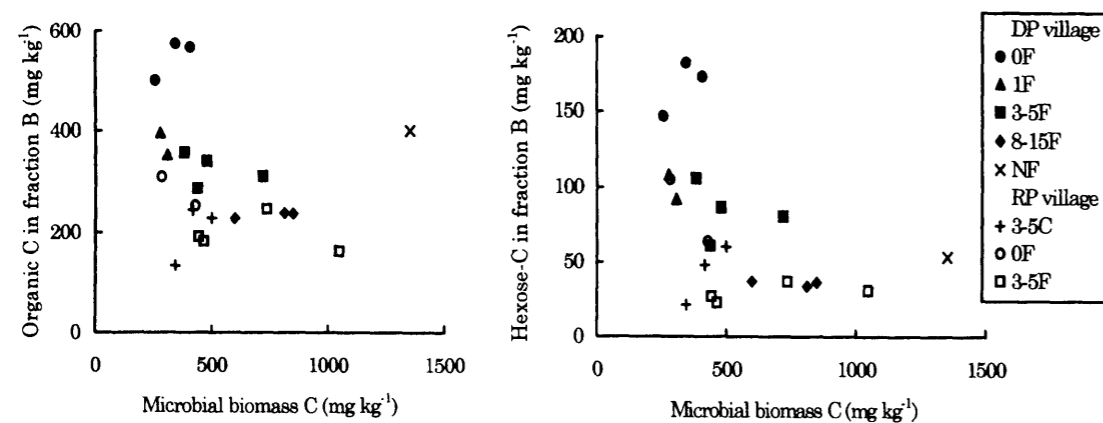 Organic C in fraction B (mg kg⁻¹)
600
400
200
0
0 500 1000 1500
Microbial biomass C (mg kg⁻¹)
Hexose-C in fraction B (mg kg⁻¹)
200
150
100
50
0
0 500 1000 1500
Microbial biomass C (mg kg⁻¹)
DP village
0F
1F
3-5F
8-15F
NF
RP village
3-5C
0F
3-5F